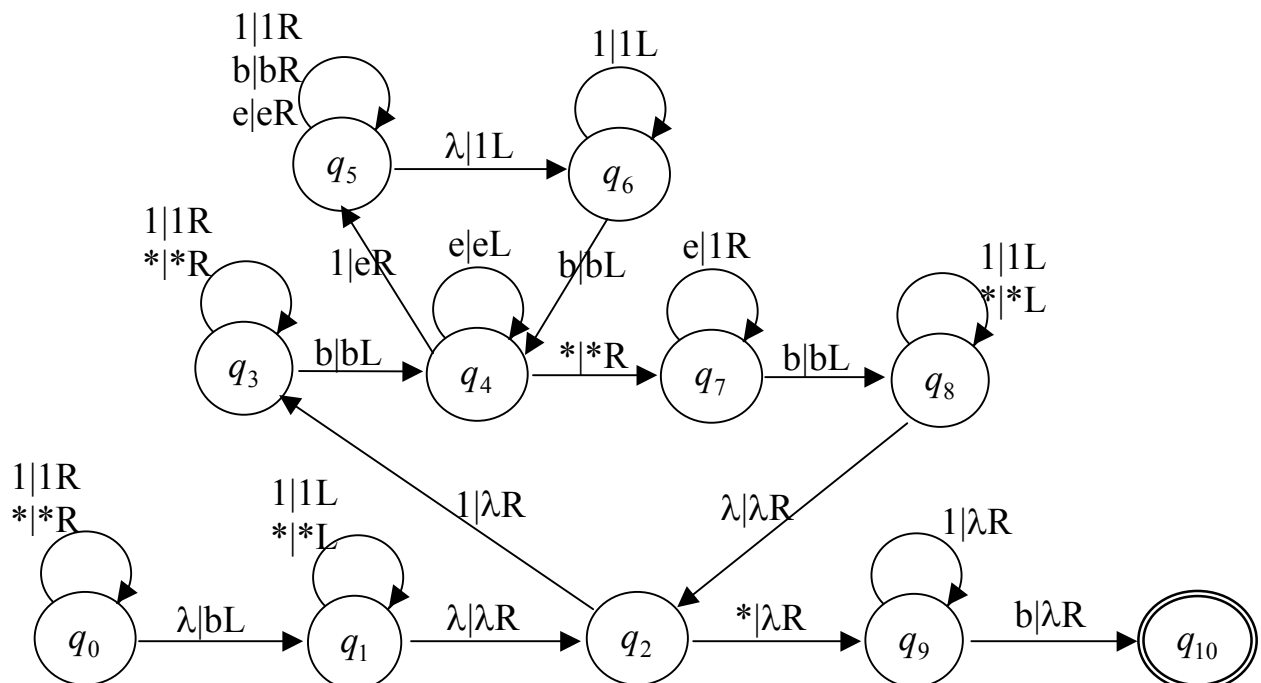 1|1R
b|bR
e|eR
1|1L
λ|1L
q5
q6
1|1R
*|*R
1|eR
e|eL
b|bL
e|1R
1|1L
*|*L
b|bL
*|*R
b|bL
q3
q4
q7
q8
1|1R
*|*R
1|1L
*|*L
1|λR
λ|λR
1|λR
λ|bL
λ|λR
*|λR
b|λR
q0
q1
q2
q9
q10